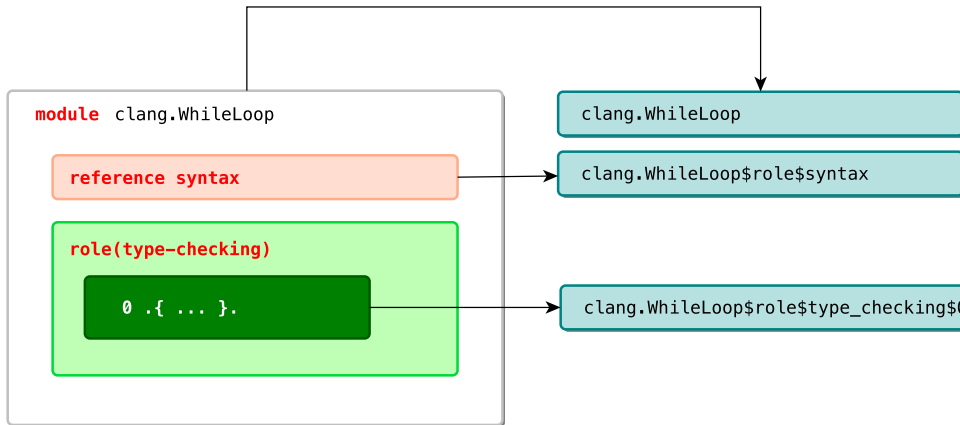 module clang.WhileLoop
reference syntax
role(type-checking)
0 .{ ... }.
clang.WhileLoop
clang.WhileLoop$role$syntax
clang.WhileLoop$role$type_checking$